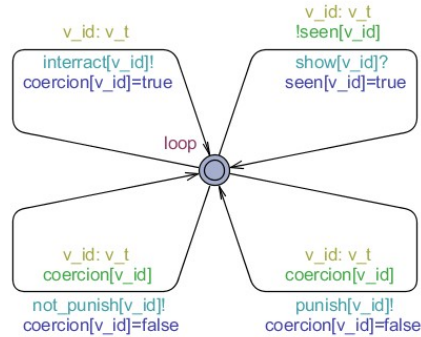 v_id: v_t
interract[v_id]!
coercion[v_id]=true
v_id: v_t
!seen[v_id]
show[v_id]?
seen[v_id]=true
loop
v_id: v_t
coercion[v_id]
not_punish[v_id]!
coercion[v_id]=false
v_id: v_t
coercion[v_id]
punish[v_id]!
coercion[v_id]=false